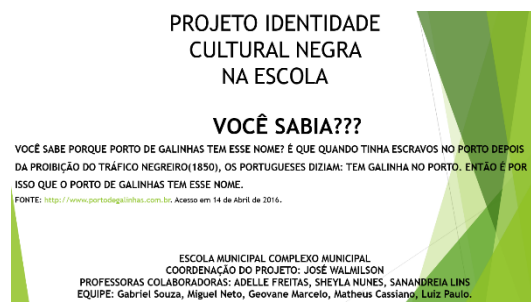 PROJETO IDENTIDADE
CULTURAL NEGRA
NA ESCOLA
VOCÊ SABIA???
VOCÊ SABE PORQUE PORTO DE GALINHAS TEM ESSE NOME? É QUE QUANDO TINHA ESCRAVOS NO PORTO DEPOIS
DA PROIBIÇÃO DO TRÁFICO NEGREIRO(1850), OS PORTUGUESES DIZIAM: TEM GALINHA NO PORTO. ENTÃO É POR
ISSO QUE O PORTO DE GALINHAS TEM ESSE NOME.
FONTE: http://www.portodegalinhas.com.br. Acesso em 14 de Abril de 2016.
ESCOLA MUNICIPAL COMPLEXO MUNICIPAL
COORDENAÇÃO DO PROJETO: JOSÉ WALMILSON
PROFESSORAS COLABORADORAS: ADELLE FREITAS, SHEYLA NUNES, SANANDREIA LINS
EQUIPE: Gabriel Souza, Miguel Neto, Geovane Marcelo, Matheus Cassiano, Luiz Paulo.